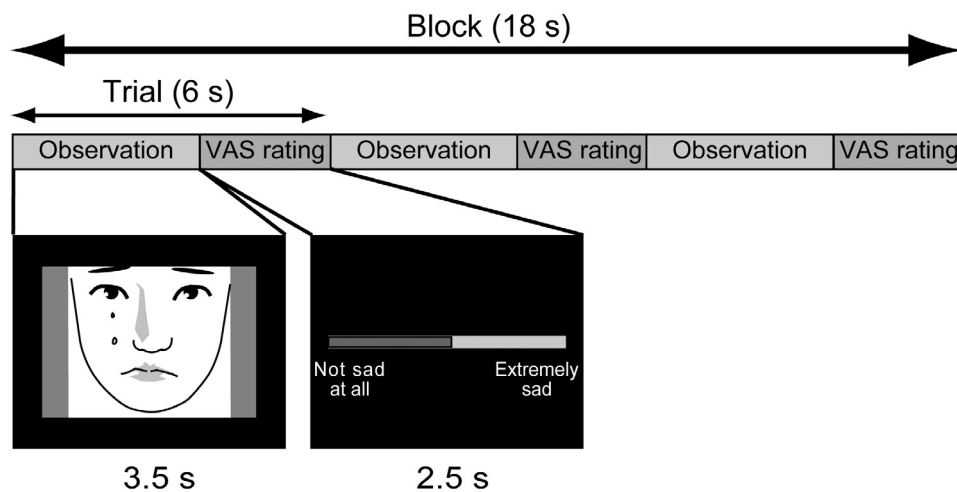 Block (18 s)
Trial (6 s)
Observation VAS rating Observation VAS rating Observation VAS rating
Not sad
at all
Extremely
sad
3.5 s
2.5 s